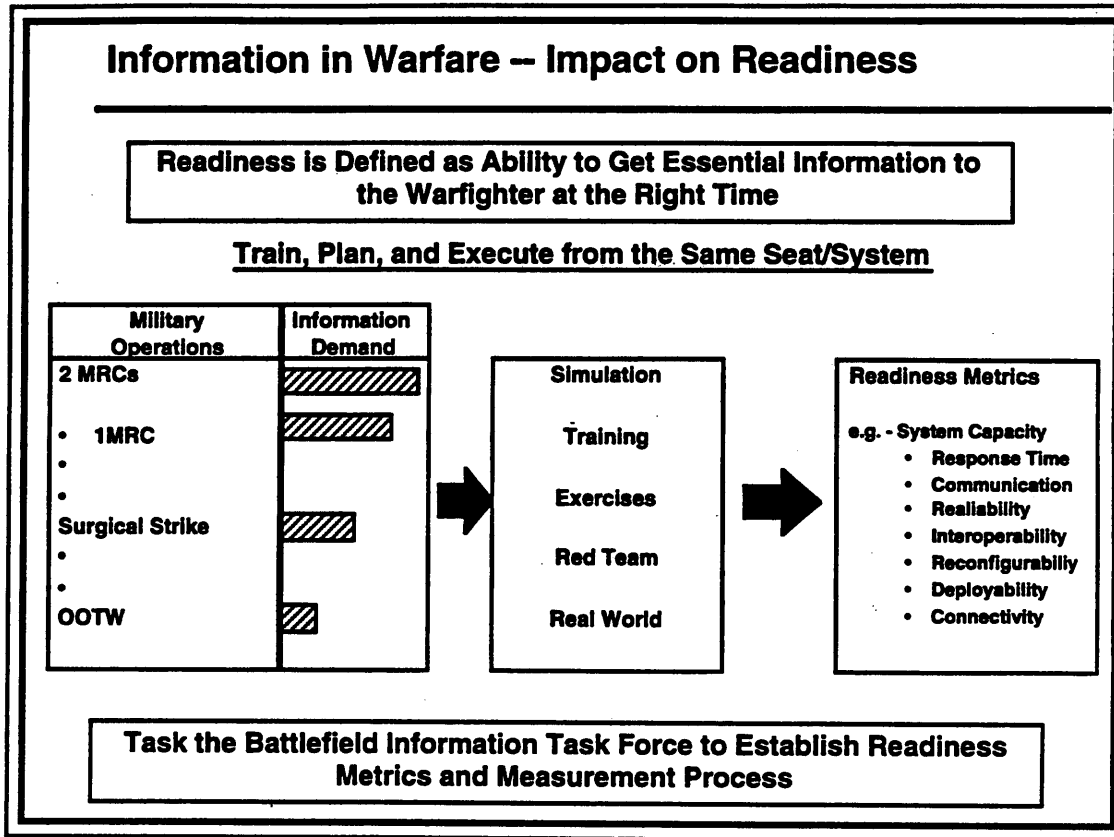 Information in Warfare -- Impact on Readiness
Readiness is Defined as Ability to Get Essential Information to
the Warfighter at the Right Time
Train, Plan, and Execute from the Same Seat/System
Military
Operations
Information
Demand
2 MRCs
• 1MRC
•
•
Surgical Strike
•
•
OOTW
Simulation
Training
Exercises
Red Team
Real World
Readiness Metrics
e.g. - System Capacity
• Response Time
• Communication
• Realiability
• Interoperability
• Reconfigurabiliy
• Deployability
• Connectivity
Task the Battlefield Information Task Force to Establish Readiness
Metrics and Measurement Process